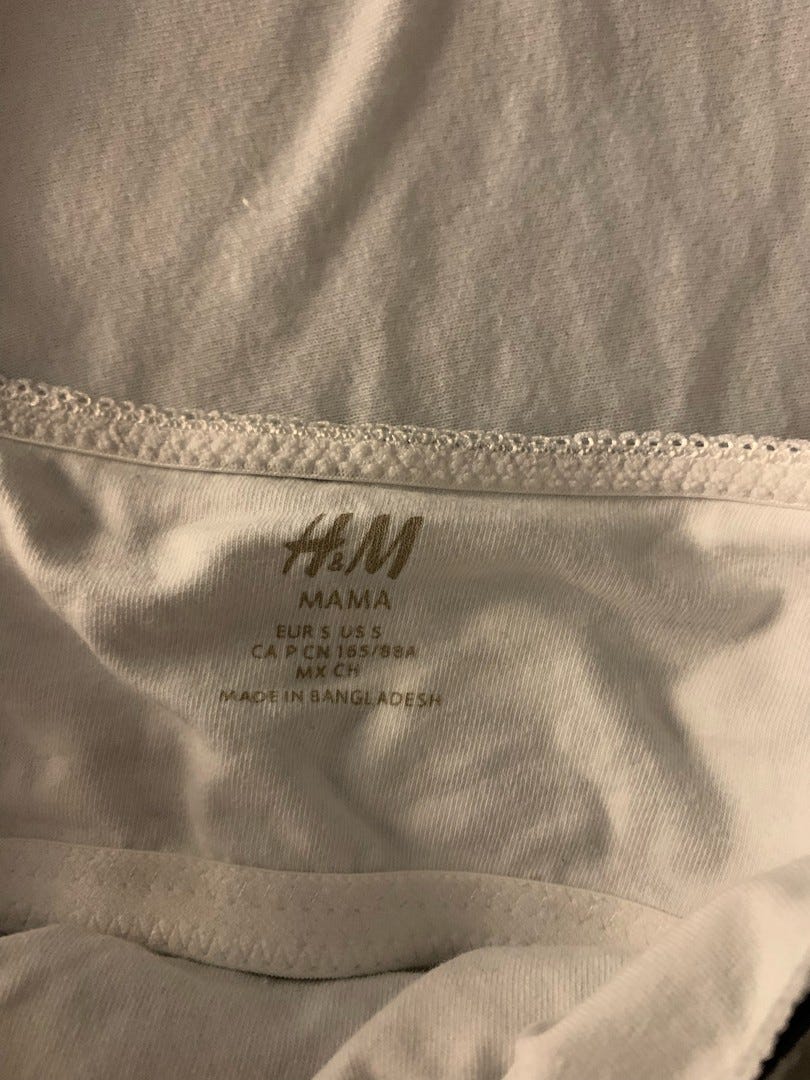 H&M
MAMA
EUR S US S
CA P CN 165/88A
MX CH
MADE IN BANGLADESH